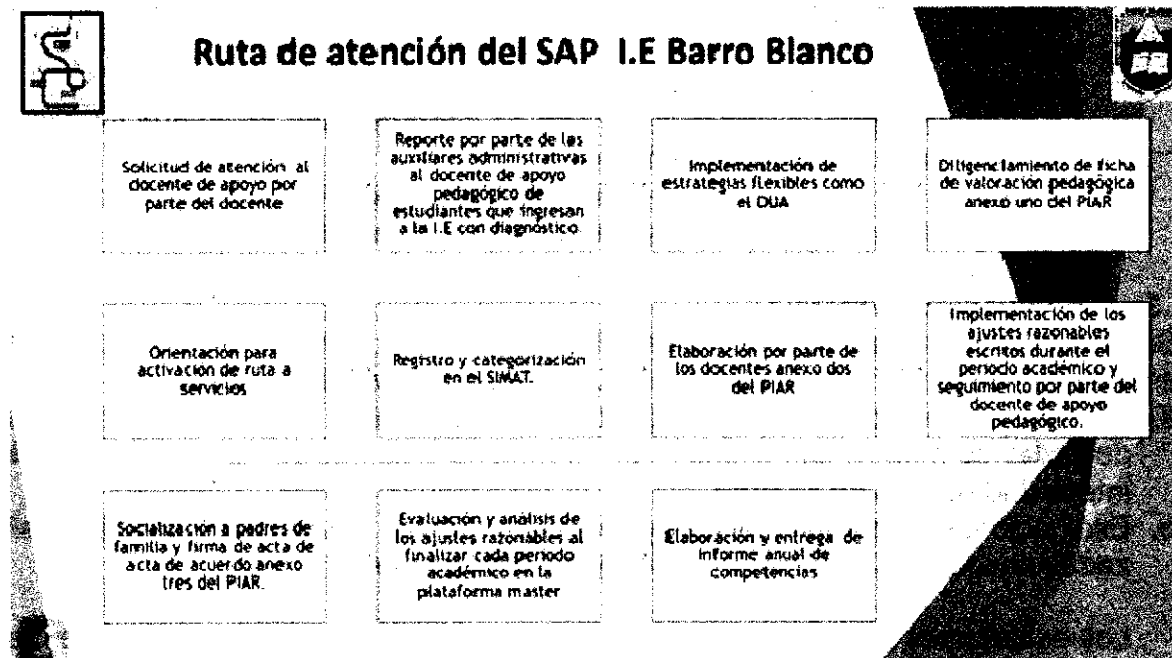 Ruta de atención del SAP I.E Barro Blanco
Solicitud de atención al
docente de apoyo por
parte del docente
Reporte por parte de las
auxiliares administrativas
al docente de apoyo
pedagógico de
estudiantes que ingresan
a la I.E con diagnóstico.
Implementación de
estrategias flexibles como
el DUA
Diligenciamiento de ficha
de valoración pedagógica
anexo uno del PIAR
Orientación para
activación de ruta a
servicios
Registro y categorización
en el SIMAT.
Elaboración por parte de
los docentes anexo dos
del PIAR
Implementación de los
ajustes razonables
escritos durante el
periodo académico y
seguimiento por parte del
docente de apoyo
pedagógico.
Socialización a padres de
familia y firma de acta de
acta de acuerdo anexo
tres del PIAR.
Evaluación y análisis de
los ajustes razonables al
finalizar cada periodo
académico en la
plataforma master
Elaboración y entrega de
informe anual de
competencias